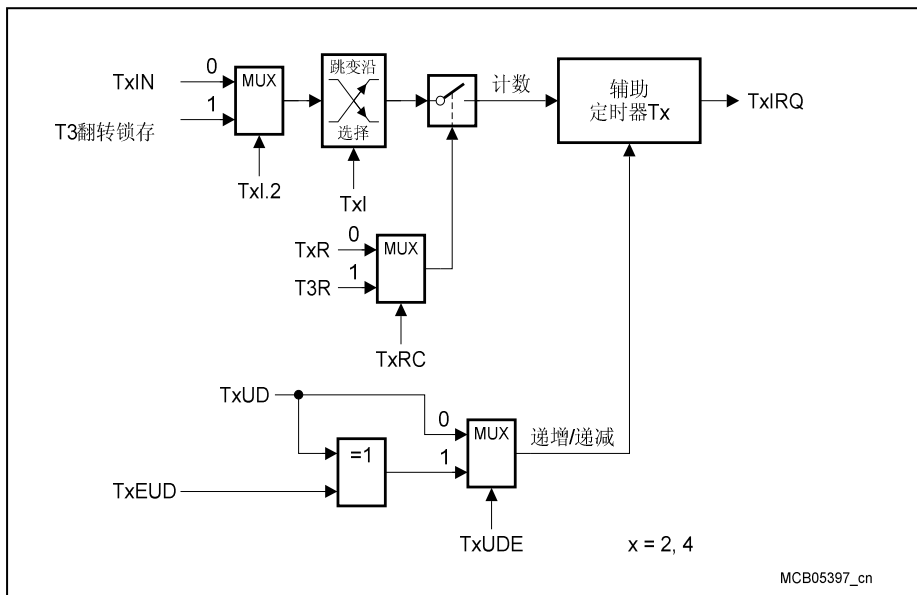 TxIN
0
MUX
1
T3翻转锁存
TxI.2
跳变沿
选择
TxI
计数
辅助
定时器Tx
TxIRQ
TxR
0
MUX
T3R
1
TxRC
TxUD
0
MUX
1
=1
TxEUD
递增/递减
TxUDE
x = 2, 4
MCB05397_cn